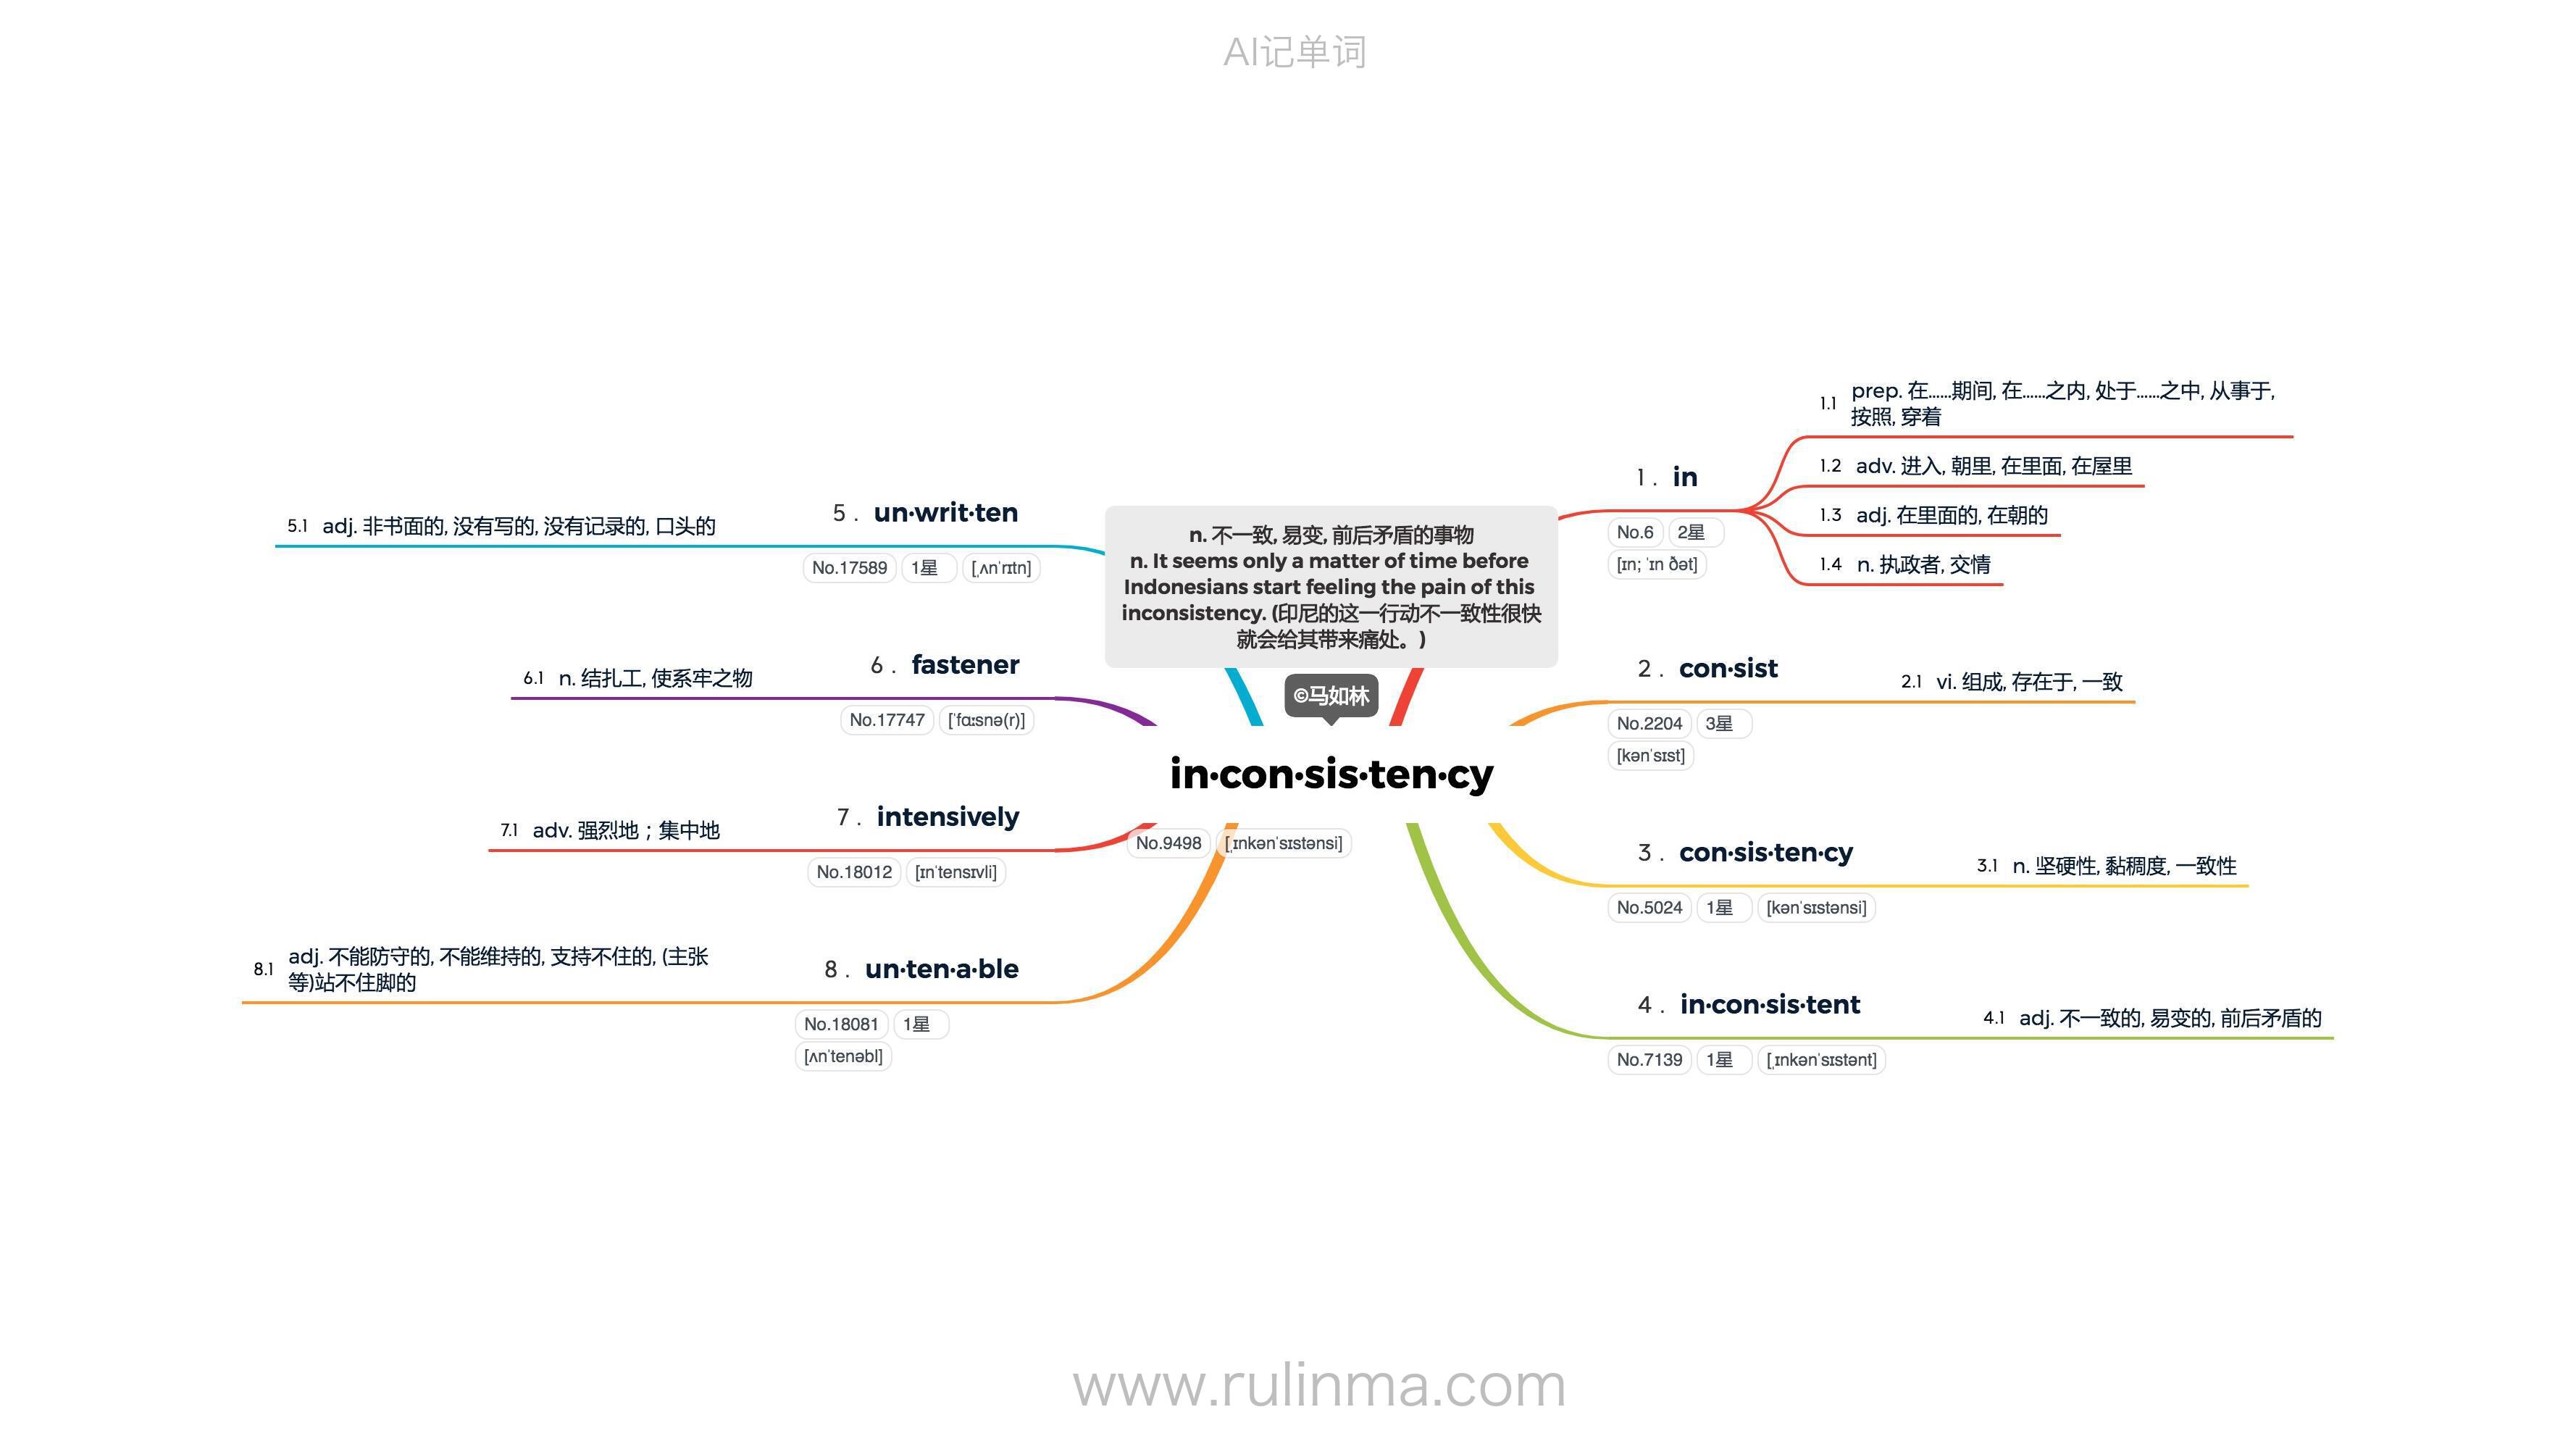 AI记单词
n. 不一致, 易变, 前后矛盾的事物
n. It seems only a matter of time before
Indonesians start feeling the pain of this
inconsistency. (印尼的这一行动不一致性很快
就会给其带来痛处。)
©马如林
in·con·sis·ten·cy
No.9498 [ˌɪnkənˈsɪstənsi]
1 . in
No.6 2星
[ɪn; ˈɪn ðət]
1.1 prep. 在……期间, 在……之内, 处于……之中, 从事于,
按照, 穿着
1.2 adv. 进入, 朝里, 在里面, 在屋里
1.3 adj. 在里面的, 在朝的
1.4 n. 执政者, 交情
2 . con·sist
No.2204 3星
[kənˈsɪst]
2.1 vi. 组成, 存在于, 一致
3 . con·sis·ten·cy
No.5024 1星 [kənˈsɪstənsi]
3.1 n. 坚硬性, 黏稠度, 一致性
4 . in·con·sis·tent
No.7139 1星 [ˌɪnkənˈsɪstənt]
4.1 adj. 不一致的, 易变的, 前后矛盾的
5 . un·writ·ten
No.17589 1星 [ˌʌnˈrɪtn]
5.1 adj. 非书面的, 没有写的, 没有记录的, 口头的
6 . fastener
No.17747 [ˈfɑːsnə(r)]
6.1 n. 结扎工, 使系牢之物
7 . intensively
No.18012 [ɪnˈtensɪvli]
7.1 adv. 强烈地；集中地
8 . un·ten·a·ble
No.18081 1星
[ʌnˈtenəbl]
8.1 adj. 不能防守的, 不能维持的, 支持不住的, (主张
等)站不住脚的
www.rulinma.com